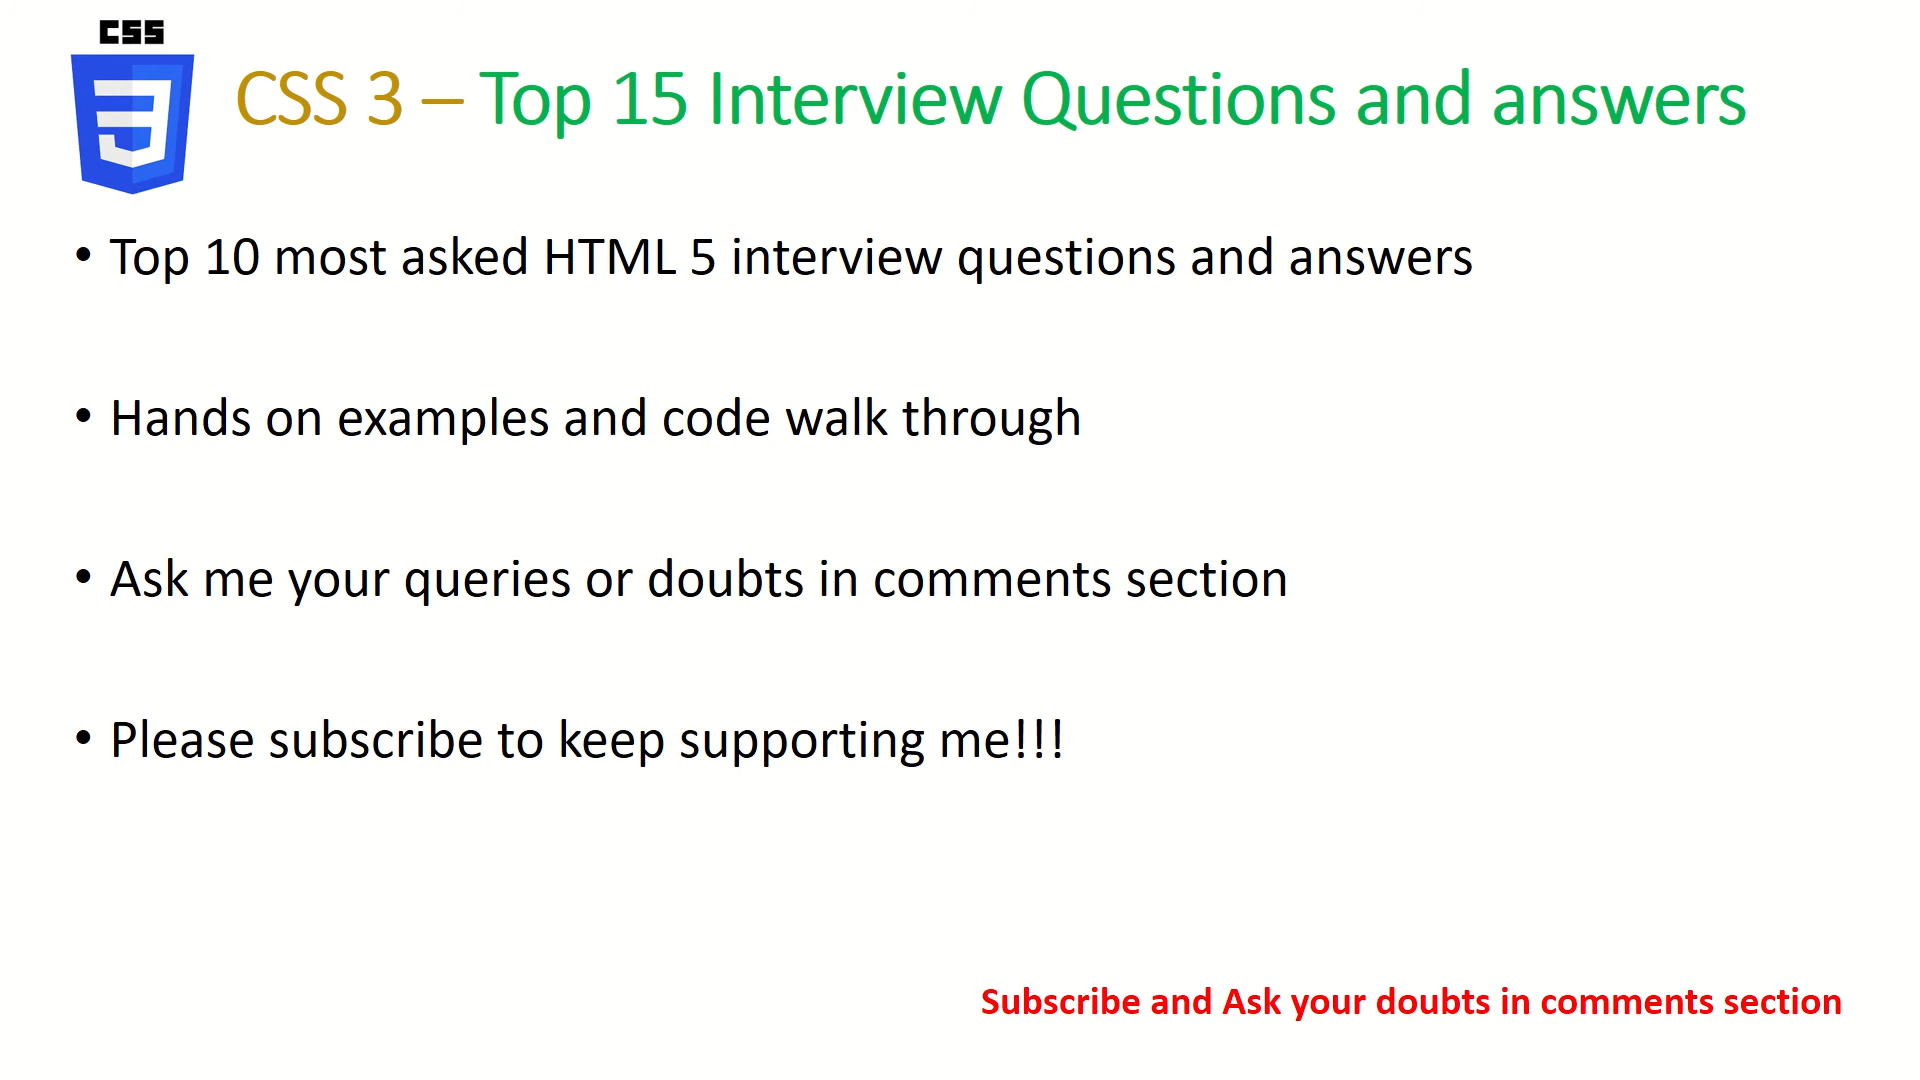 CSS
CSS 3 – Top 15 Interview Questions and answers
• Top 10 most asked HTML 5 interview questions and answers
• Hands on examples and code walk through
• Ask me your queries or doubts in comments section
• Please subscribe to keep supporting me!!!
Subscribe and Ask your doubts in comments section